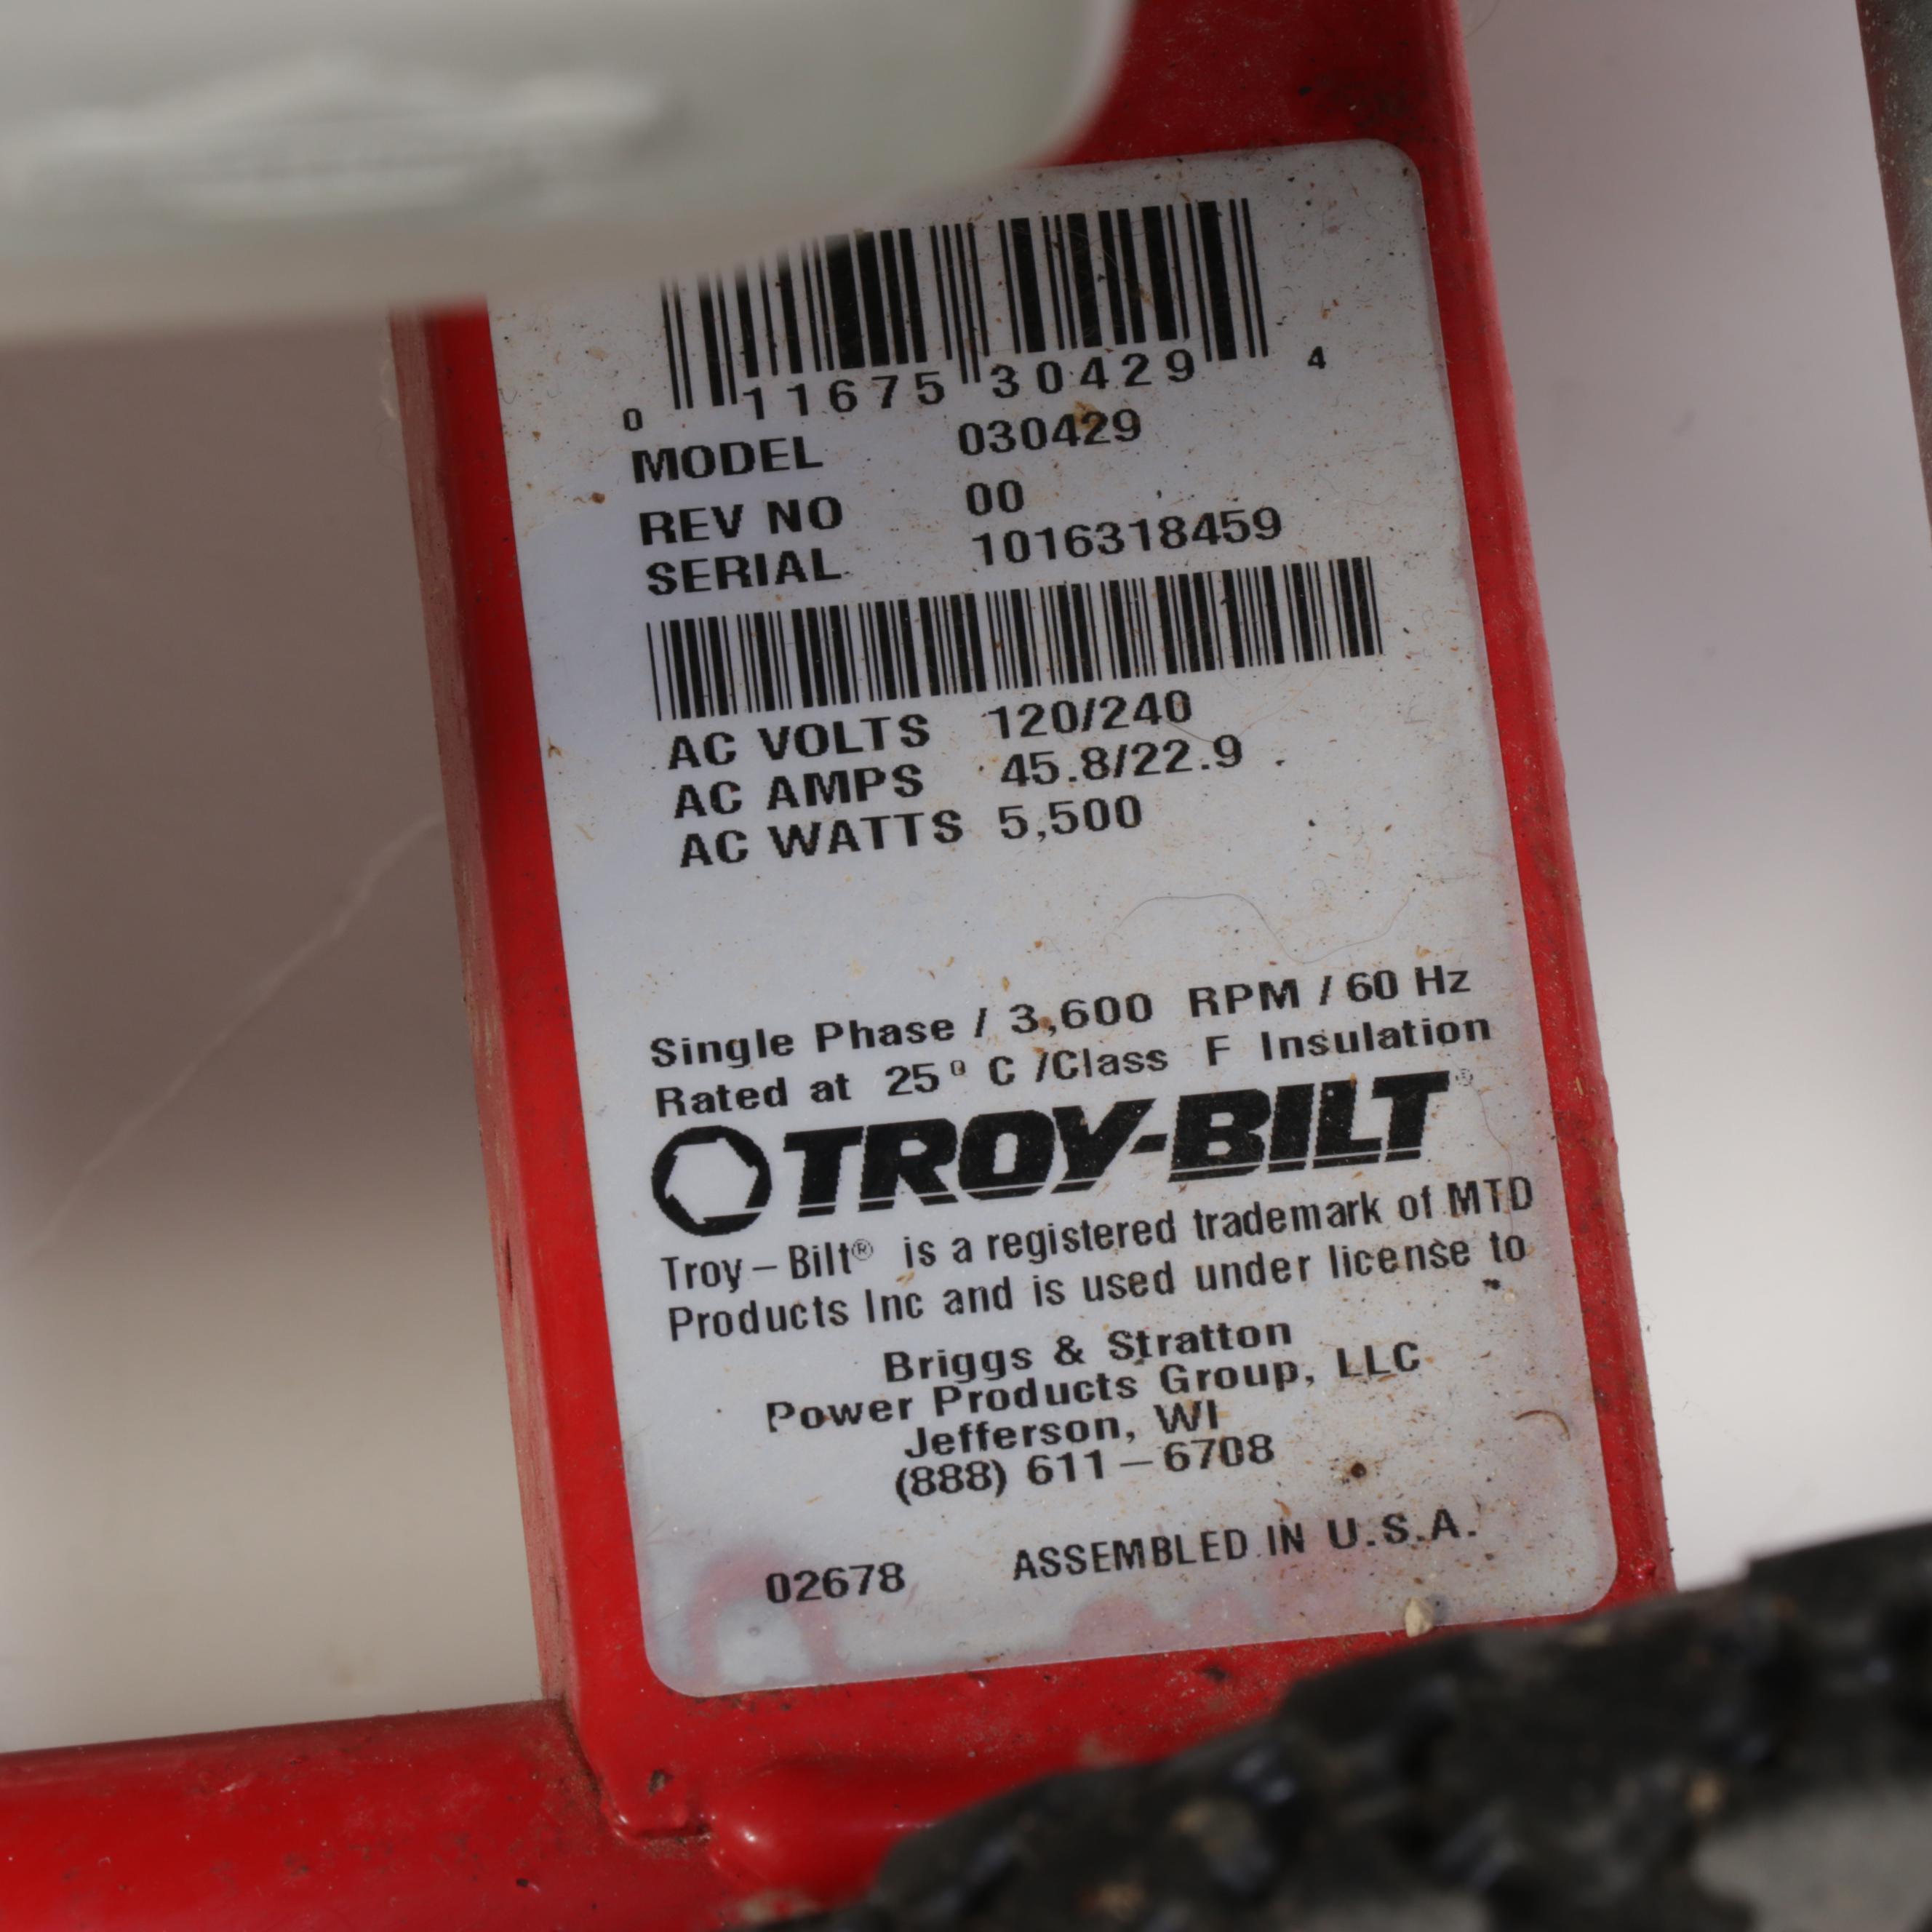 0 11675 30429 4
MODEL 030429
REV NO 00
SERIAL 1016318459
AC VOLTS 120/240
AC AMPS 45.8/22.9
AC WATTS 5,500
Single Phase / 3,600 RPM / 60 Hz
Rated at 25º C /Class F Insulation
TROY-BILT®
Troy-Bilt® is a registered trademark of MTD
Products Inc and is used under license to
Briggs & Stratton
Power Products Group, LLC
Jefferson, WI
(888) 611-6708
02678 ASSEMBLED IN U.S.A.